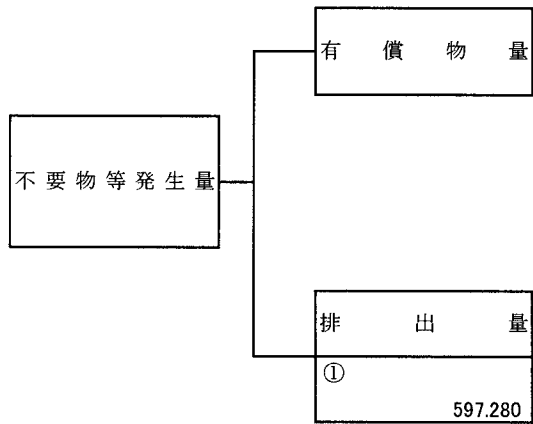 有償物量
不要物等発生量
排出量
①
597.280